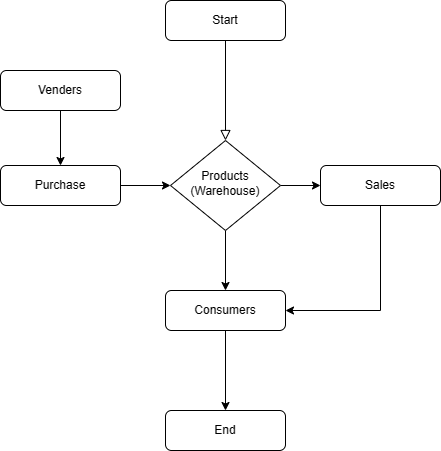 Start
Venders
Purchase
Products
(Warehouse)
Sales
Consumers
End